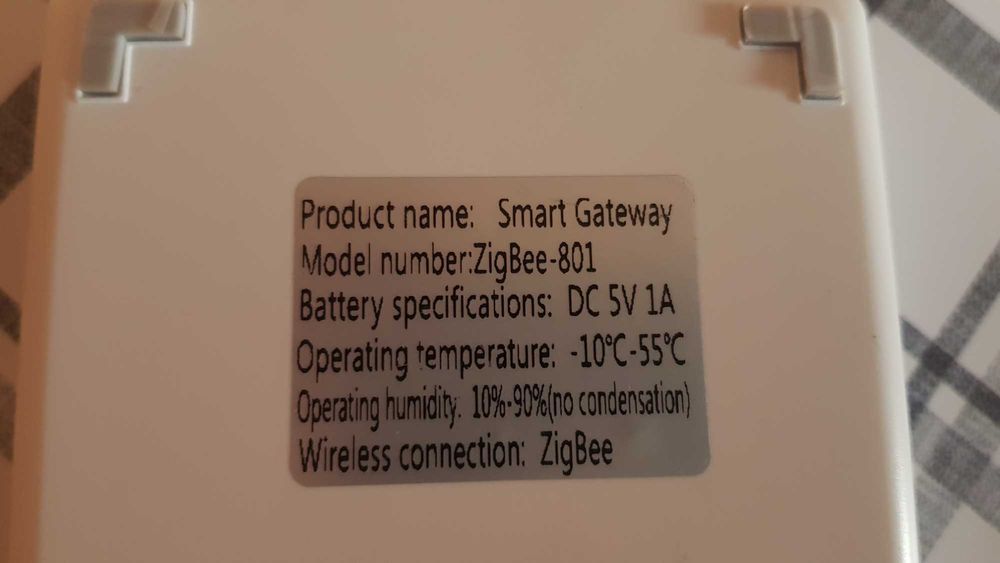 Product name: Smart Gateway
Model number:ZigBee-801
Battery specifications: DC 5V 1A
Operating temperature: -10℃-55℃
Operating humidity: 10%-90%(no condensation)
Wireless connection: ZigBee